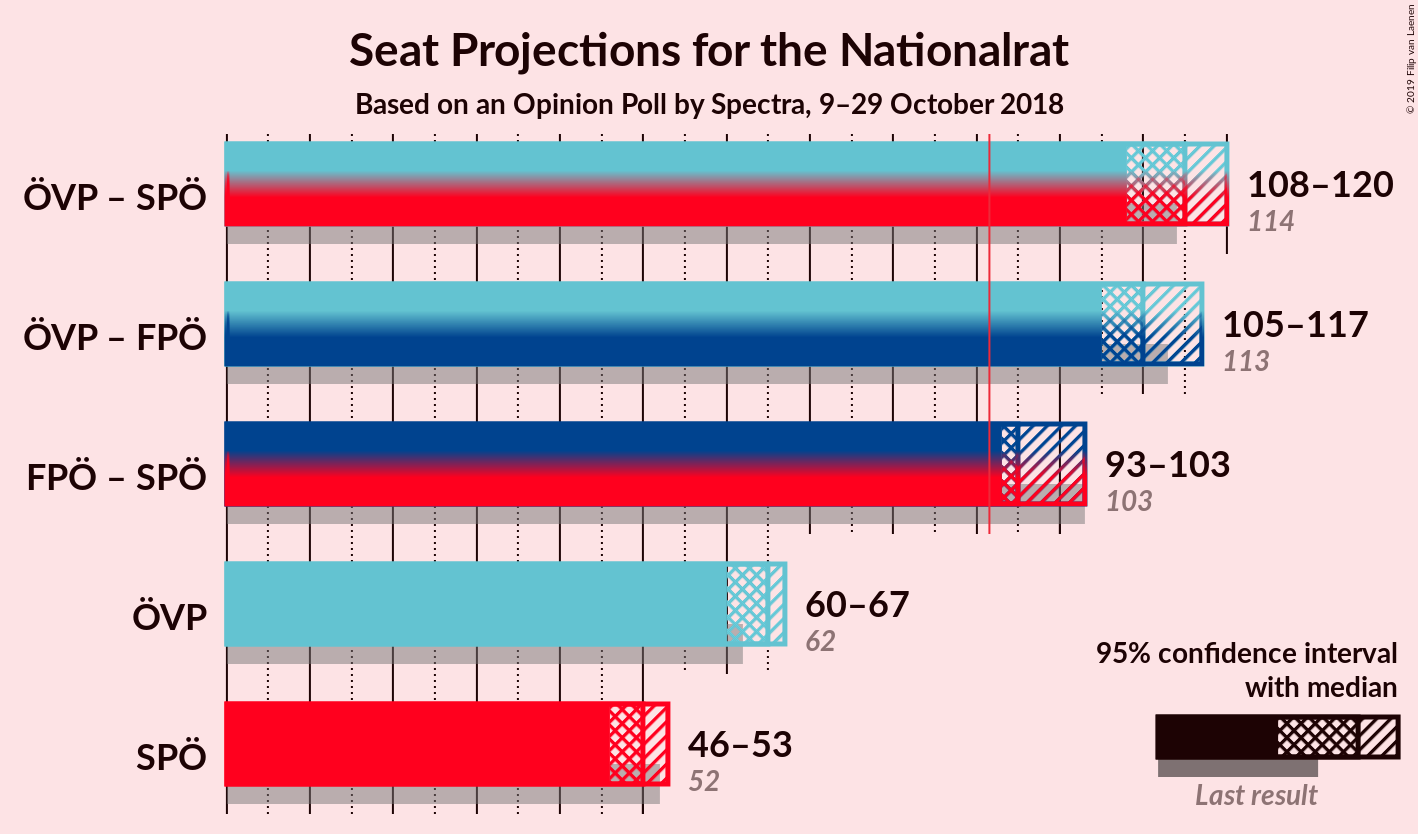 Seat Projections for the Nationalrat
Based on an Opinion Poll by Spectra, 9–29 October 2018
© 2019 Filip van Laenen
ÖVP – SPÖ
108–120
114
ÖVP – FPÖ
105–117
113
FPÖ – SPÖ
93–103
103
ÖVP
60–67
62
SPÖ
46–53
52
95% confidence interval
with median
Last result